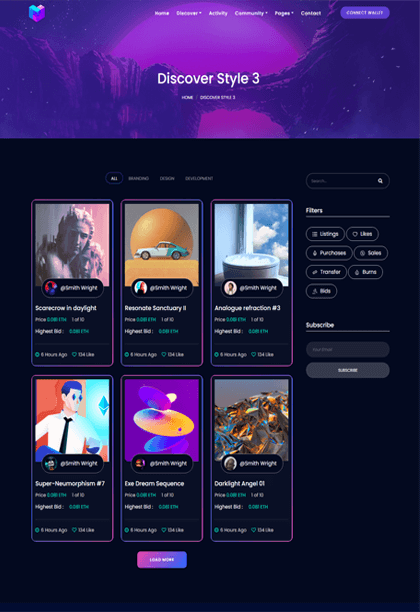 Home Discover Activity Community Pages Contact CONNECT WALLET
Discover Style 3
HOME | DISCOVER STYLE 3
ALL BRANDING DESIGN DEVELOPMENT
Search...
Filters
Listings Likes
Purchases Sales
Transfer Burns
Bids
Subscribe
Your Email
SUBSCRIBE
@Smith Wright
Scarecrow in daylight
Price 0.081 ETH 1 of 10
Highest Bid : 0.081 ETH
6 Hours Ago 134 Like
@Smith Wright
Resonate Sanctuary II
Price 0.081 ETH 1 of 10
Highest Bid : 0.081 ETH
6 Hours Ago 134 Like
@Smith Wright
Analogue refraction #3
Price 0.081 ETH 1 of 10
Highest Bid : 0.081 ETH
6 Hours Ago 134 Like
@Smith Wright
Super-Neumorphism #7
Price 0.081 ETH 1 of 10
Highest Bid : 0.081 ETH
6 Hours Ago 134 Like
@Smith Wright
Exe Dream Sequence
Price 0.081 ETH 1 of 10
Highest Bid : 0.081 ETH
6 Hours Ago 134 Like
@Smith Wright
Darklight Angel 01
Price 0.081 ETH 1 of 10
Highest Bid : 0.081 ETH
6 Hours Ago 134 Like
LOAD MORE